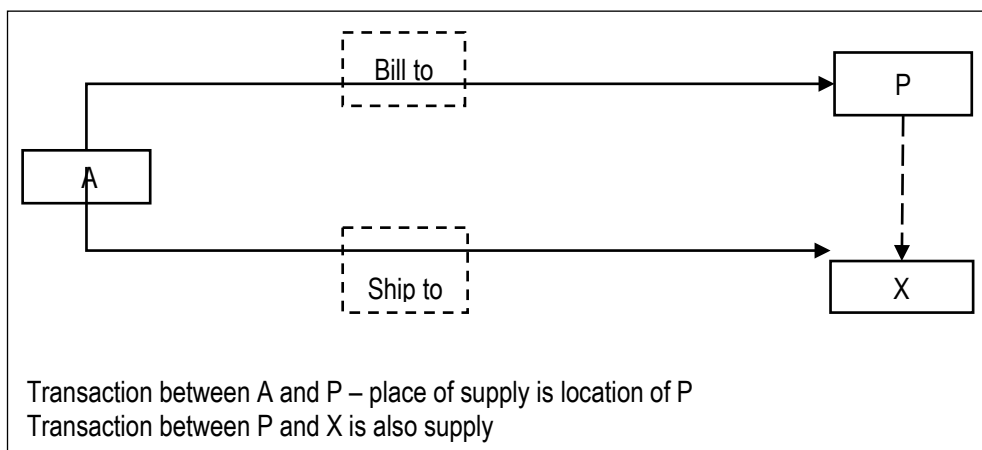 Bill to
P
A
Ship to
X
Transaction between A and P – place of supply is location of P
Transaction between P and X is also supply